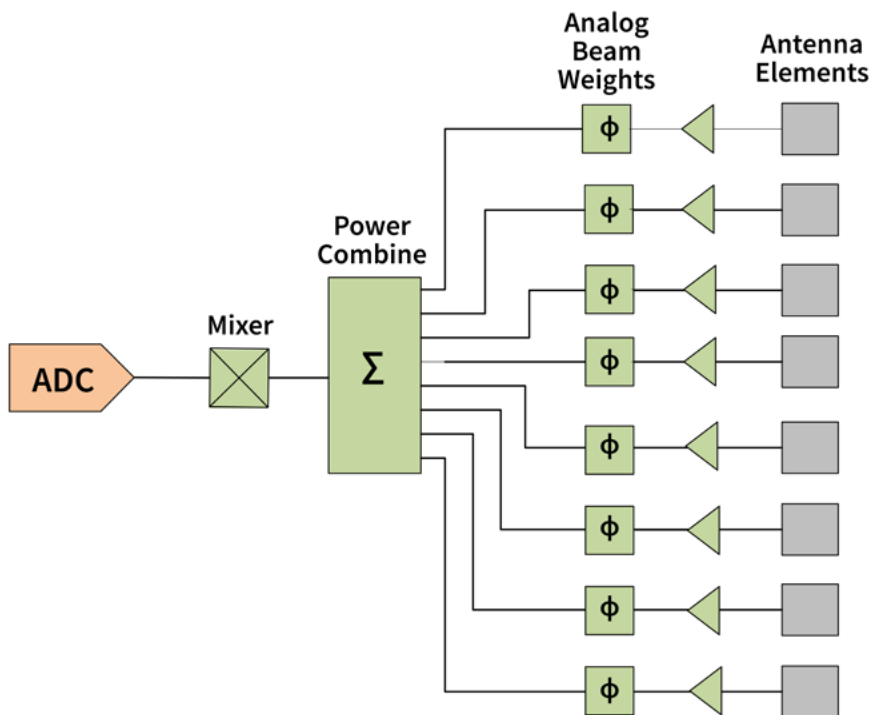 Analog
Beam
Weights
Antenna
Elements
ϕ
ϕ
Power
Combine
ϕ
Mixer
Σ
ϕ
ADC
ϕ
ϕ
ϕ
ϕ